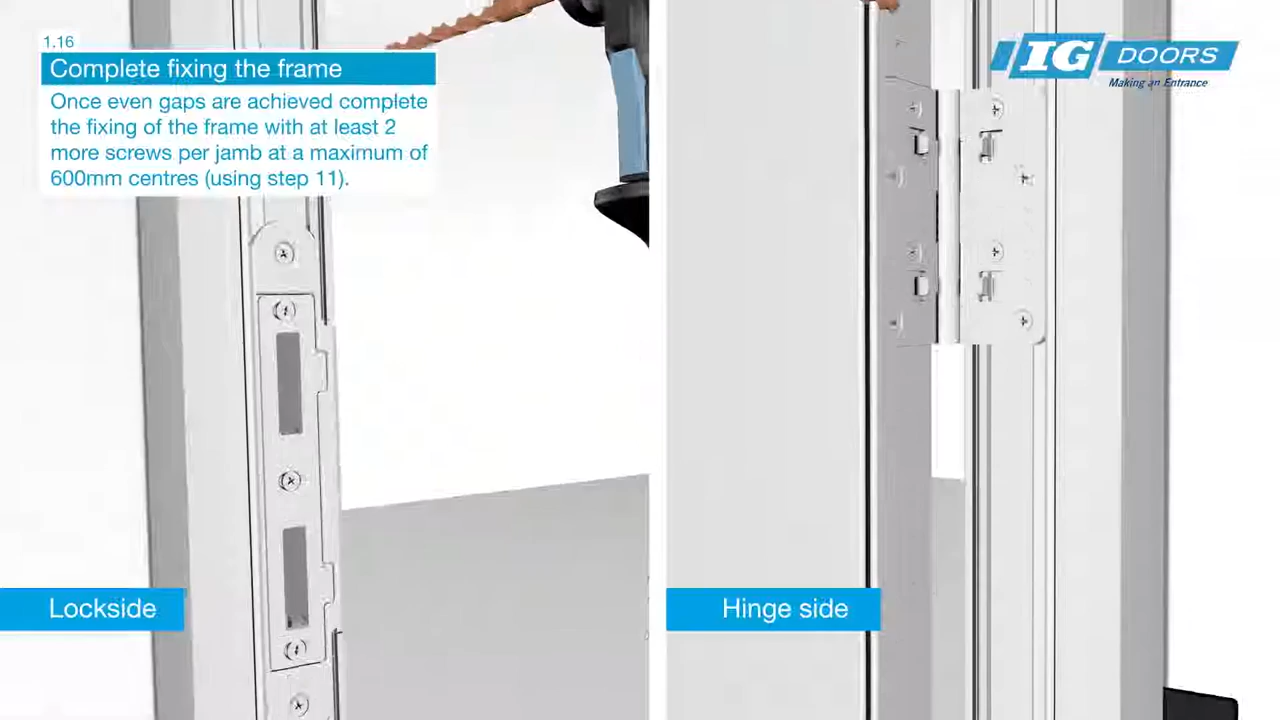 1.16
Complete fixing the frame
Once even gaps are achieved complete
the fixing of the frame with at least 2
more screws per jamb at a maximum of
600mm centres (using step 11).
IG DOORS
Making an Entrance
Lockside
Hinge side